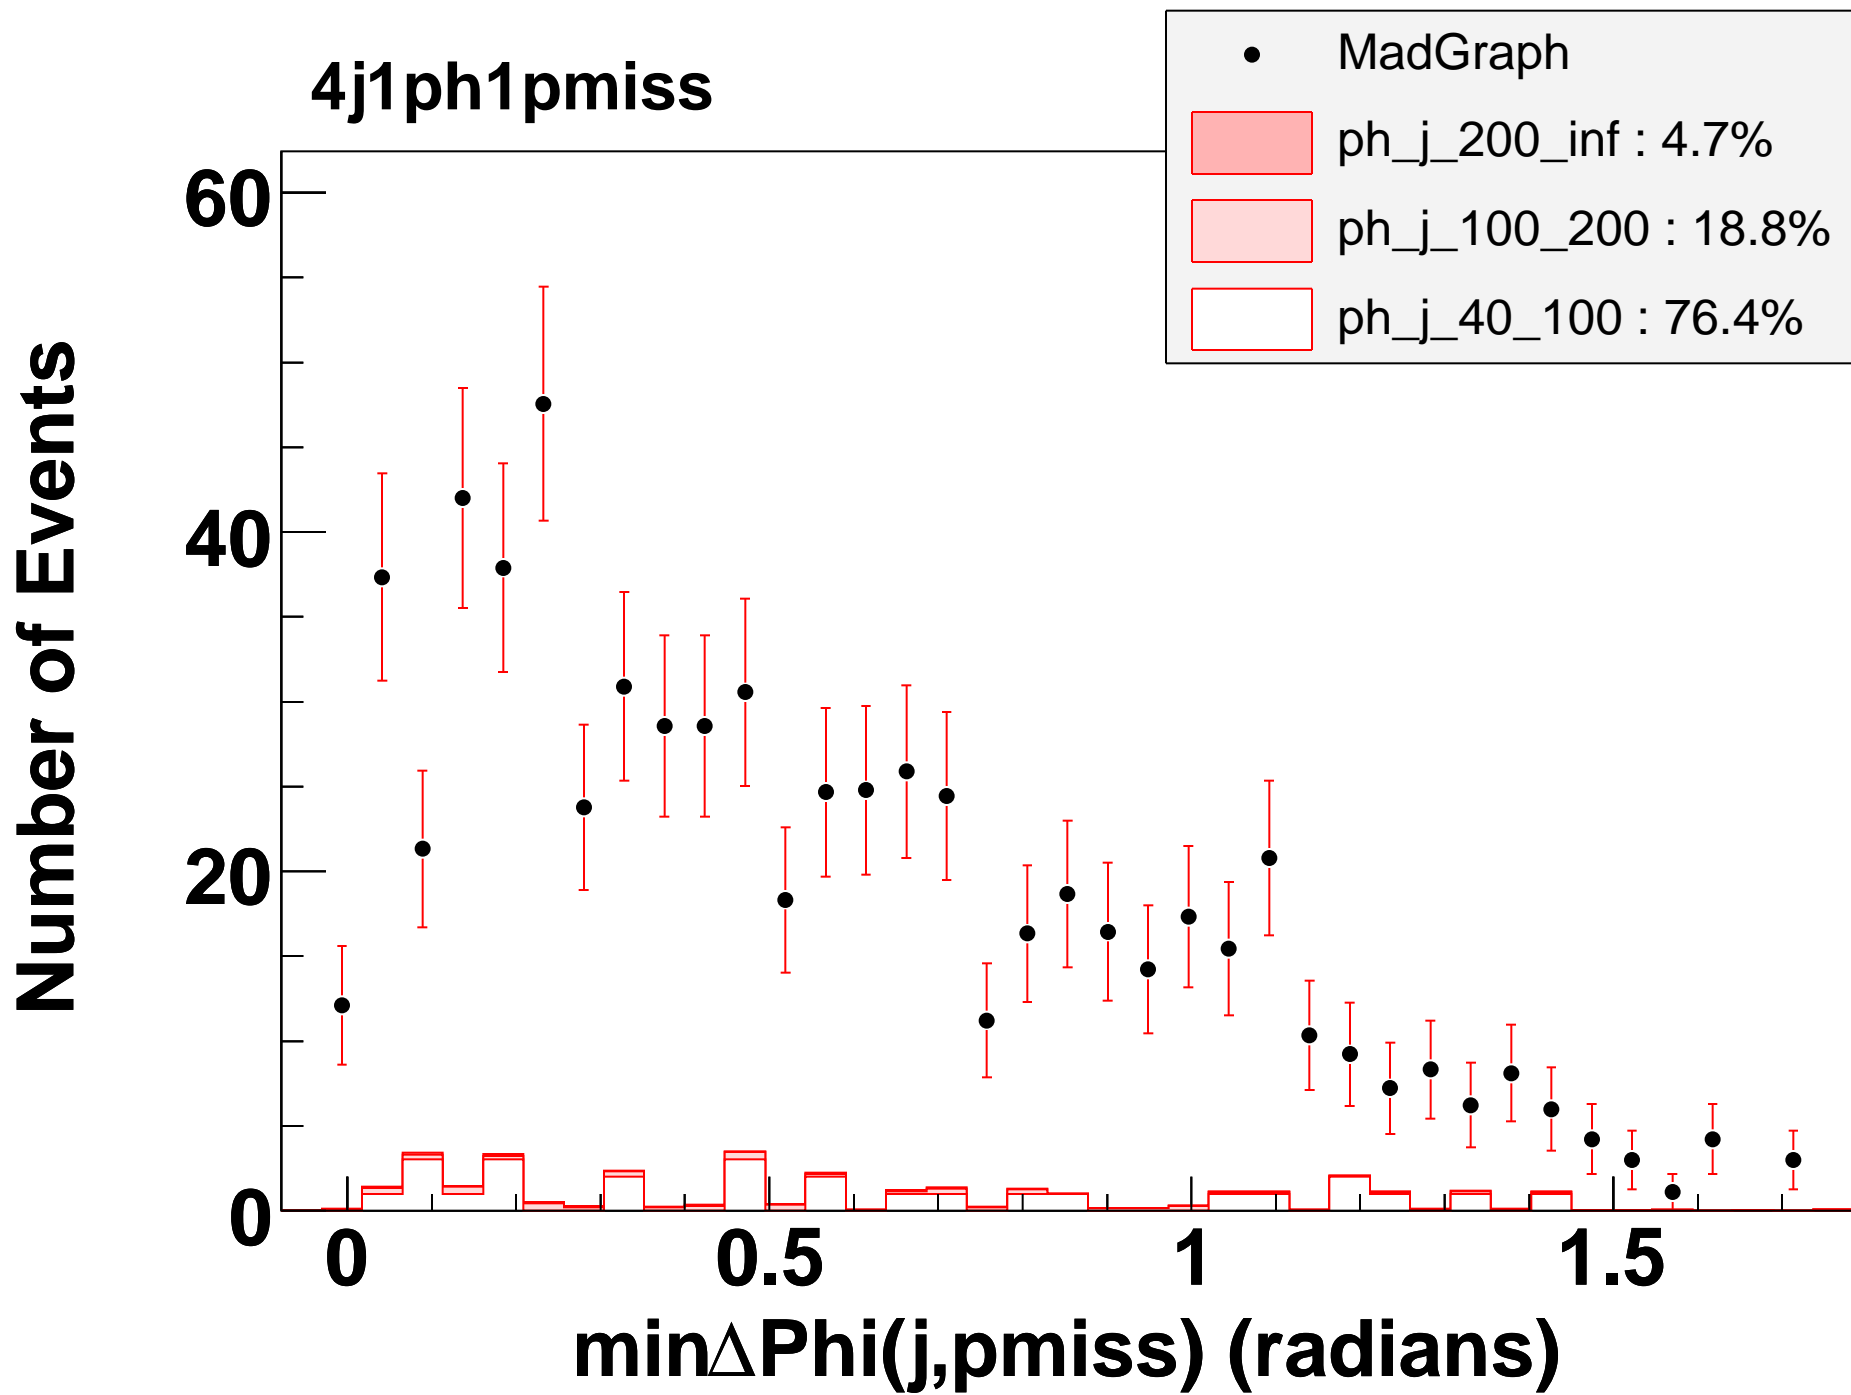 4j1ph1pmiss
MadGraph
ph_j_200_inf : 4.7%
ph_j_100_200 : 18.8%
ph_j_40_100 : 76.4%
Number of Events
60
40
20
0
0 0.5 1 1.5
minΔPhi(j,pmiss) (radians)